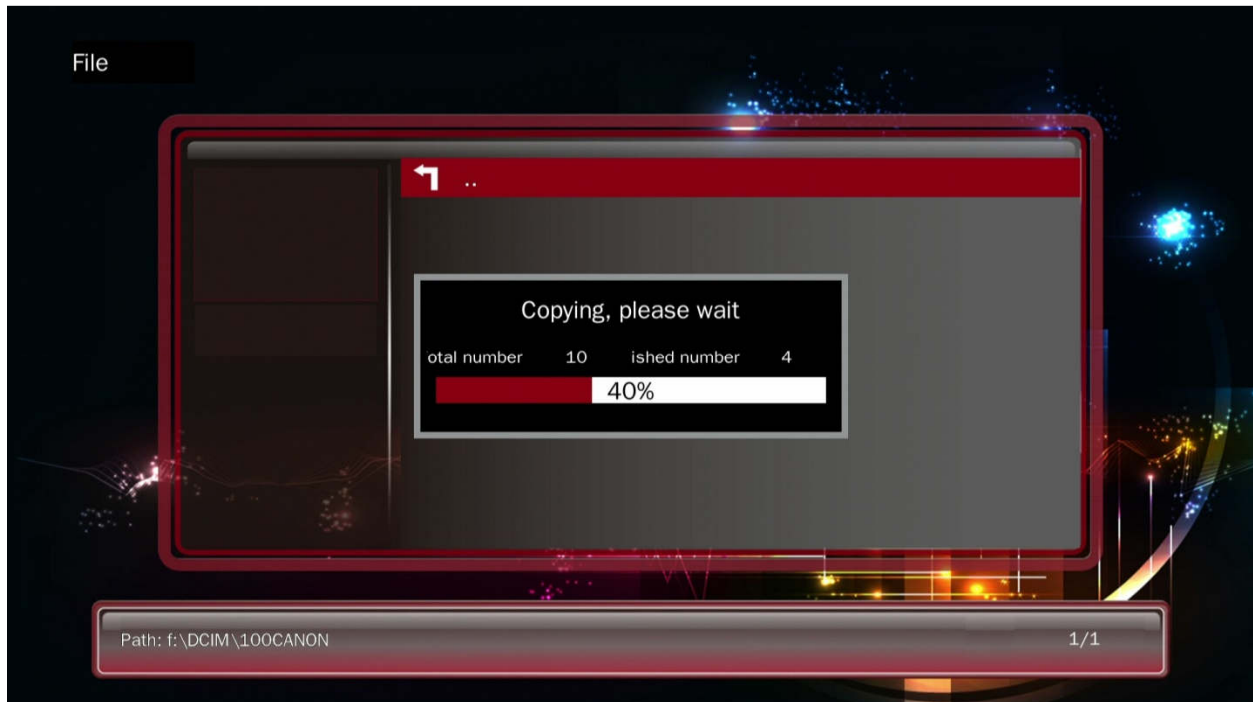 File
..
Copying, please wait
otal number 10 ished number 4
40%
Path: f:\DCIM\100CANON 1/1